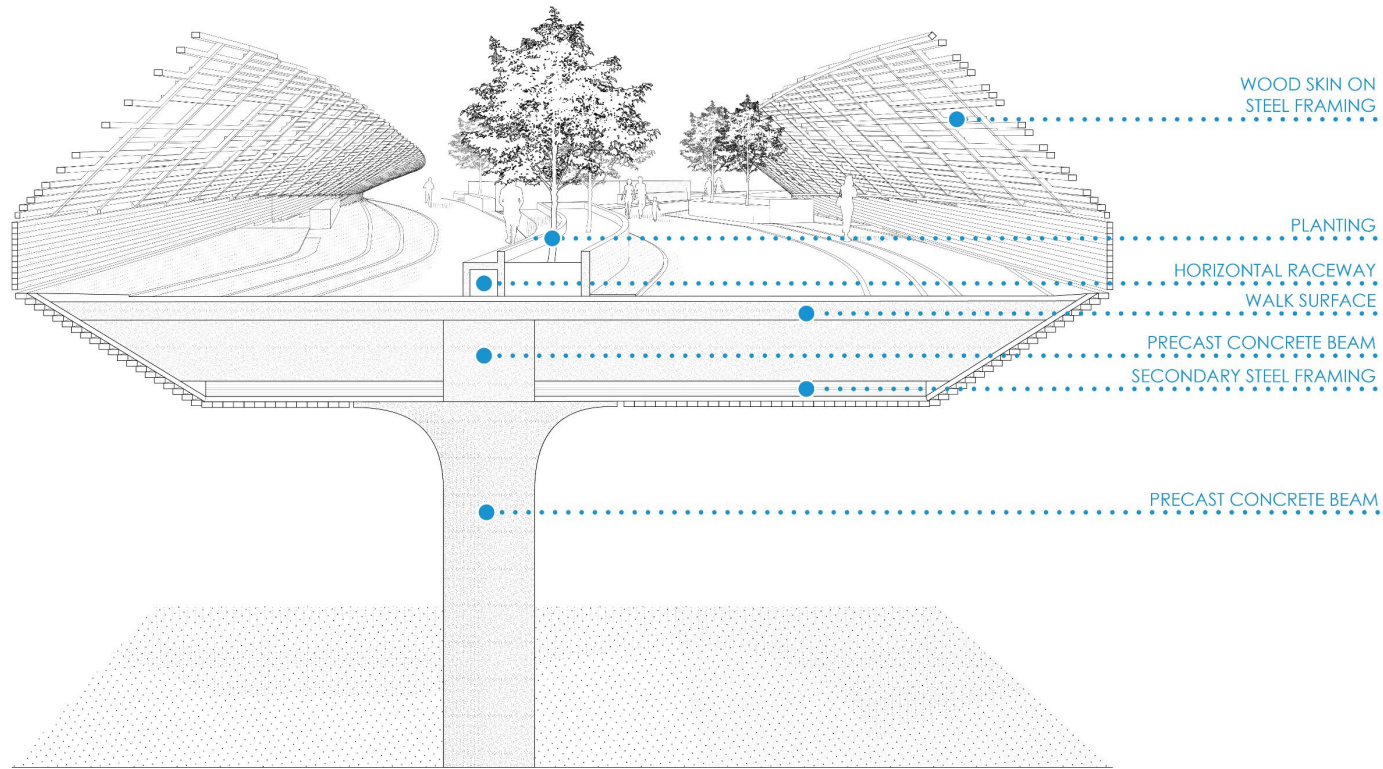 WOOD SKIN ON
STEEL FRAMING
PLANTING
HORIZONTAL RACEWAY
WALK SURFACE
PRECAST CONCRETE BEAM
SECONDARY STEEL FRAMING
PRECAST CONCRETE BEAM